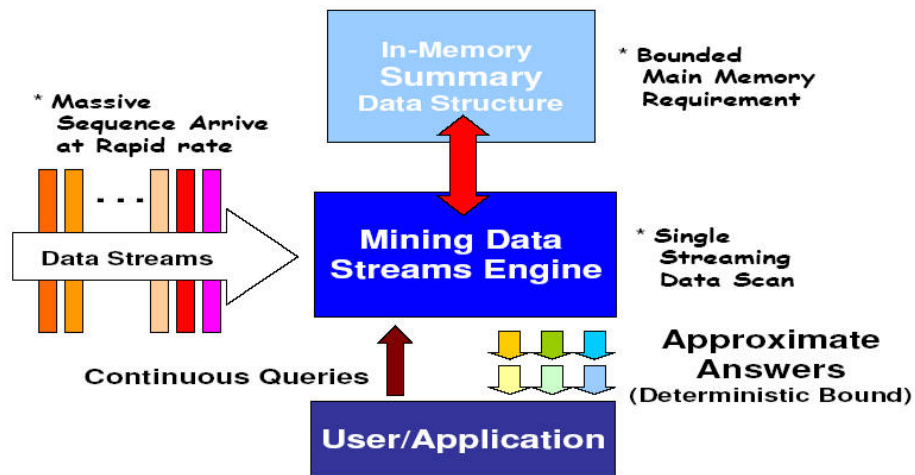 In-Memory
Summary
Data Structure
* Bounded
Main Memory
Requirement
* Massive
Sequence Arrive
at Rapid rate
- - -
Data Streams
Mining Data
Streams Engine
* Single
Streaming
Data Scan
Continuous Queries
Approximate
Answers
(Deterministic Bound)
User/Application